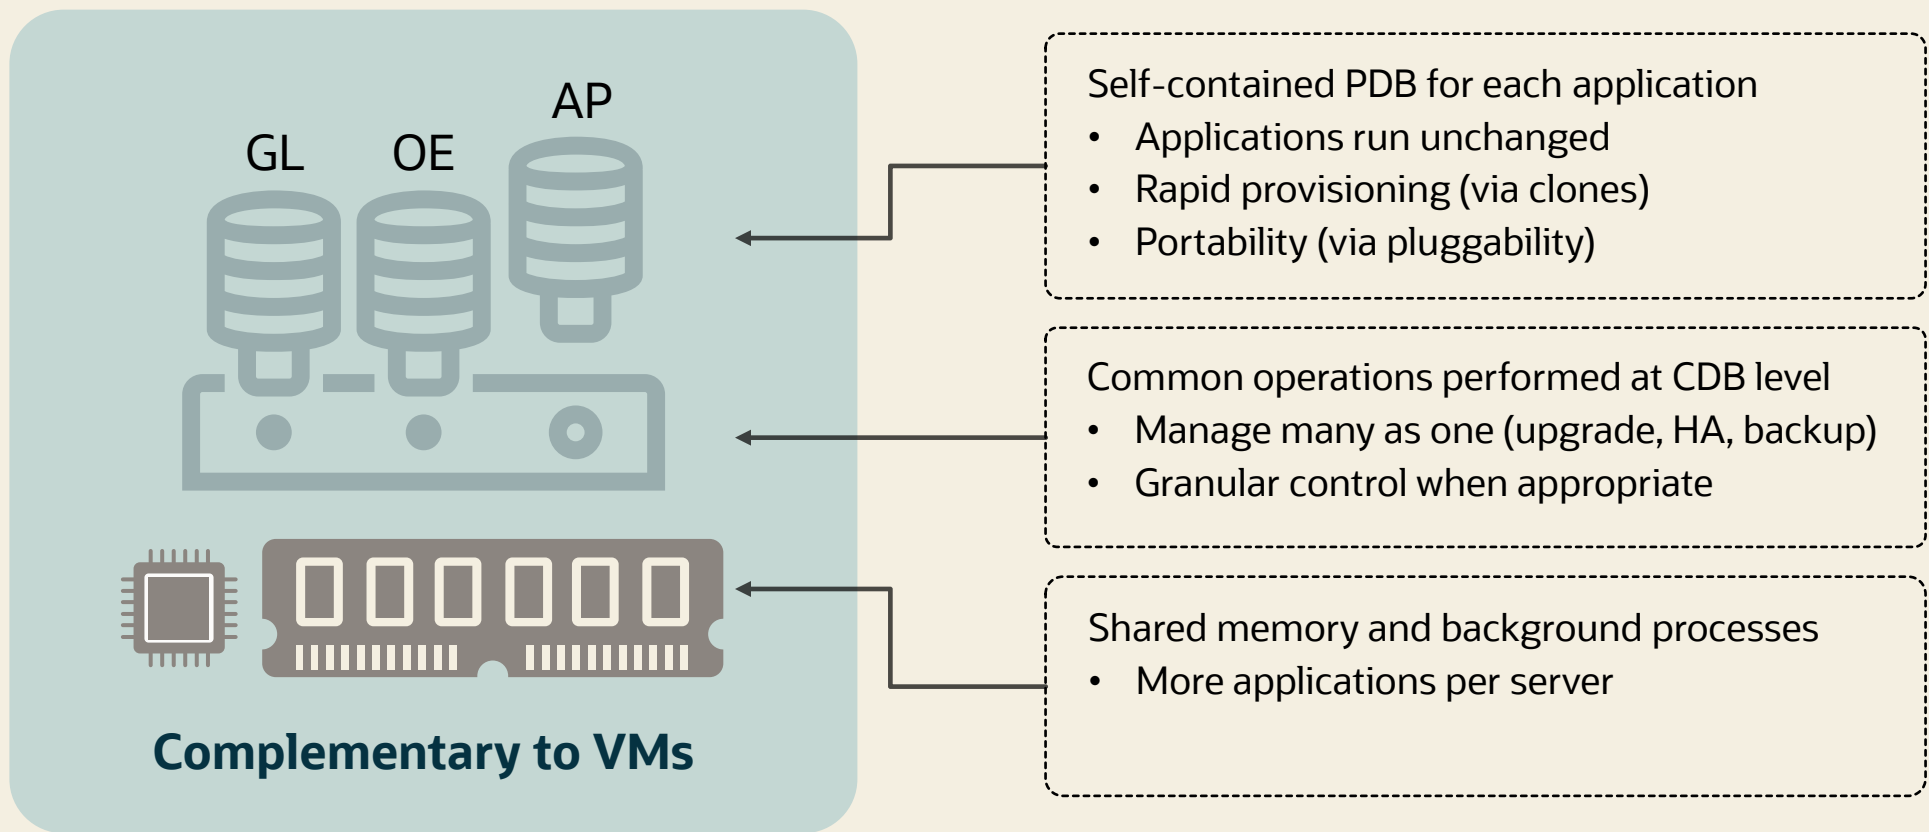 GL
OE
AP
Complementary to VMs
Self-contained PDB for each application
• Applications run unchanged
• Rapid provisioning (via clones)
• Portability (via pluggability)
Common operations performed at CDB level
• Manage many as one (upgrade, HA, backup)
• Granular control when appropriate
Shared memory and background processes
• More applications per server